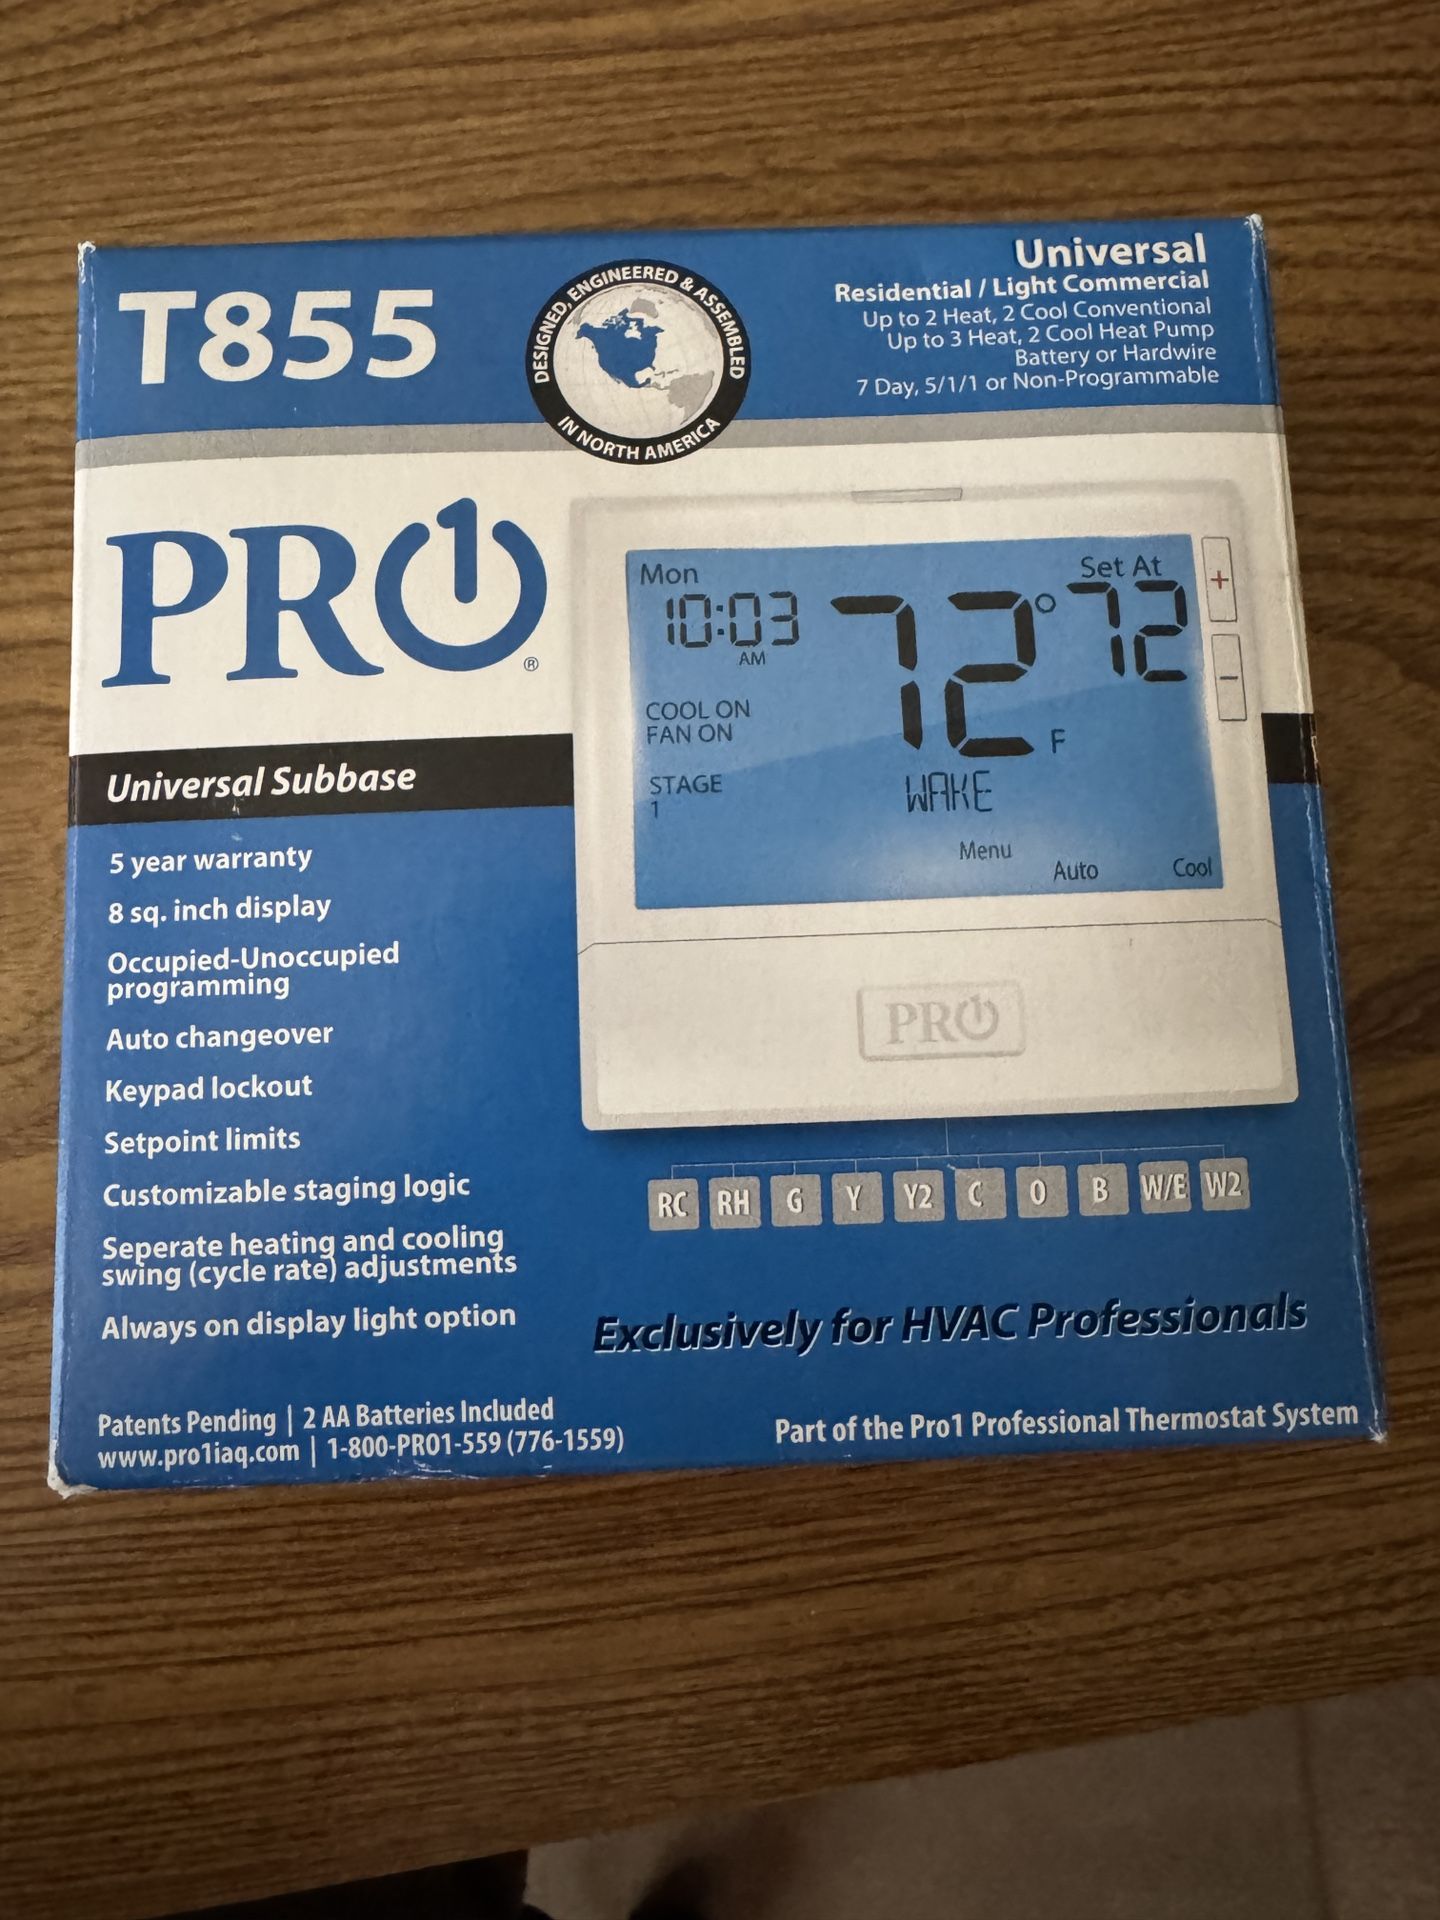 T855
DESIGNED, ENGINEERED & ASSEMBLED
IN NORTH AMERICA
Universal
Residential / Light Commercial
Up to 2 Heat, 2 Cool Conventional
Up to 3 Heat, 2 Cool Heat Pump
Battery or Hardwire
7 Day, 5/1/1 or Non-Programmable
PRO1®
Universal Subbase
5 year warranty
8 sq. inch display
Occupied-Unoccupied
programming
Auto changeover
Keypad lockout
Setpoint limits
Customizable staging logic
Seperate heating and cooling
swing (cycle rate) adjustments
Always on display light option
Mon
10:03
AM
72°
F
Set At
72
+
−
COOL ON
FAN ON
STAGE
1
WAKE
Menu
Auto
Cool
PRO1
RC RH G Y Y2 C O B W/E W2
Exclusively for HVAC Professionals
Patents Pending | 2 AA Batteries Included
www.pro1iaq.com | 1-800-PRO1-559 (776-1559)
Part of the Pro1 Professional Thermostat System